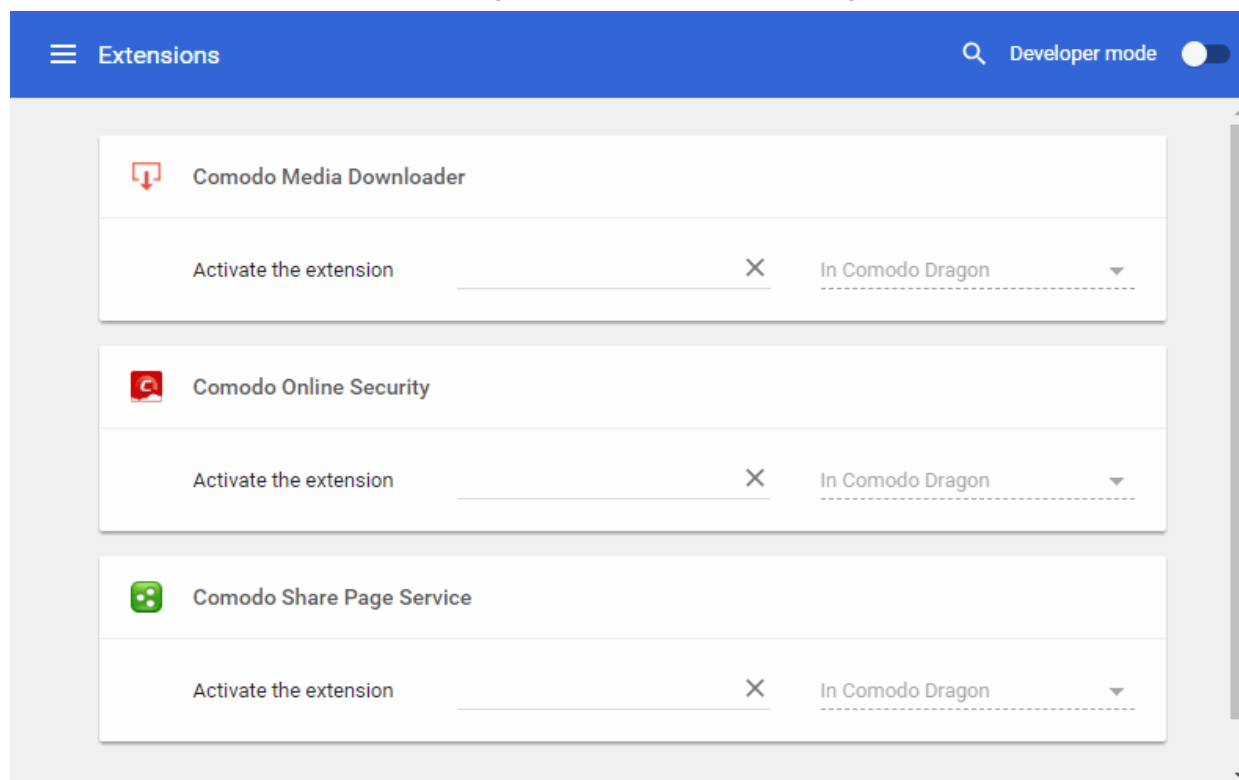 Extensions
Developer mode
Comodo Media Downloader
Activate the extension In Comodo Dragon
Comodo Online Security
Activate the extension In Comodo Dragon
Comodo Share Page Service
Activate the extension In Comodo Dragon